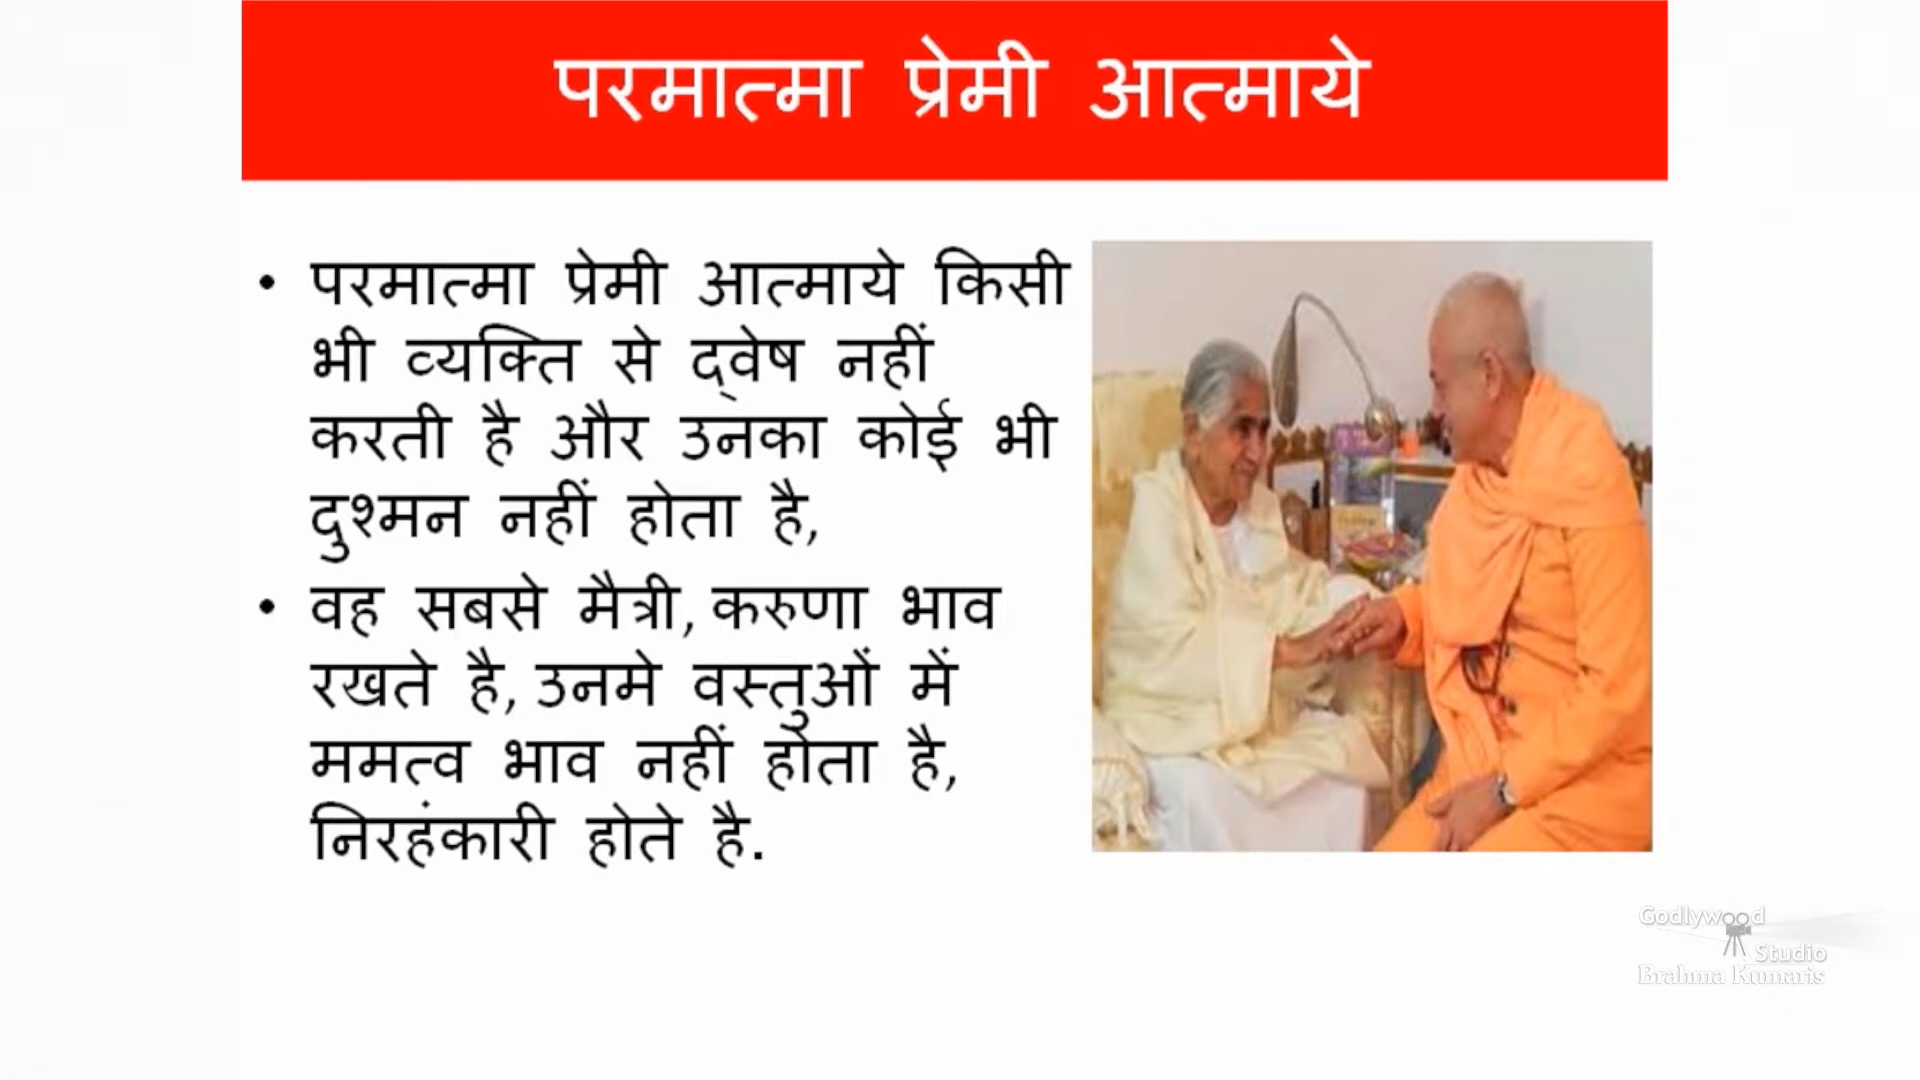 परमात्मा प्रेमी आत्माये
• परमात्मा प्रेमी आत्माये किसी
भी व्यक्ति से द्वेष नहीं
करती है और उनका कोई भी
दुश्मन नहीं होता है,
• वह सबसे मैत्री, करुणा भाव
रखते है, उनमे वस्तुओं में
ममत्व भाव नहीं होता है,
निरहंकारी होते है.
Godlywood
Studio
Brahma Kumaris